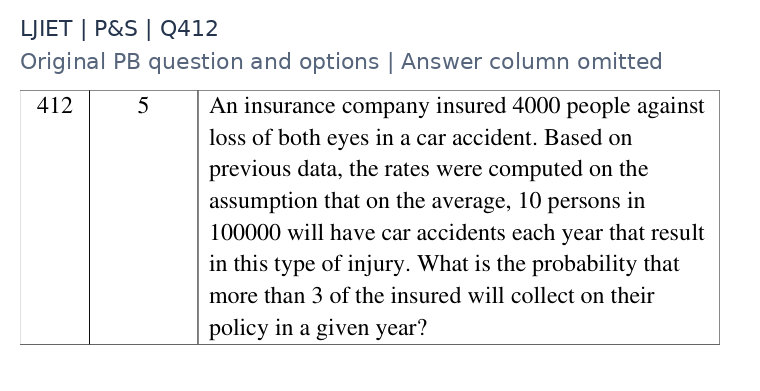 LJIET | P&S | Q412
Original PB question and options | Answer column omitted
412 5 An insurance company insured 4000 people against
loss of both eyes in a car accident. Based on
previous data, the rates were computed on the
assumption that on the average, 10 persons in
100000 will have car accidents each year that result
in this type of injury. What is the probability that
more than 3 of the insured will collect on their
policy in a given year?